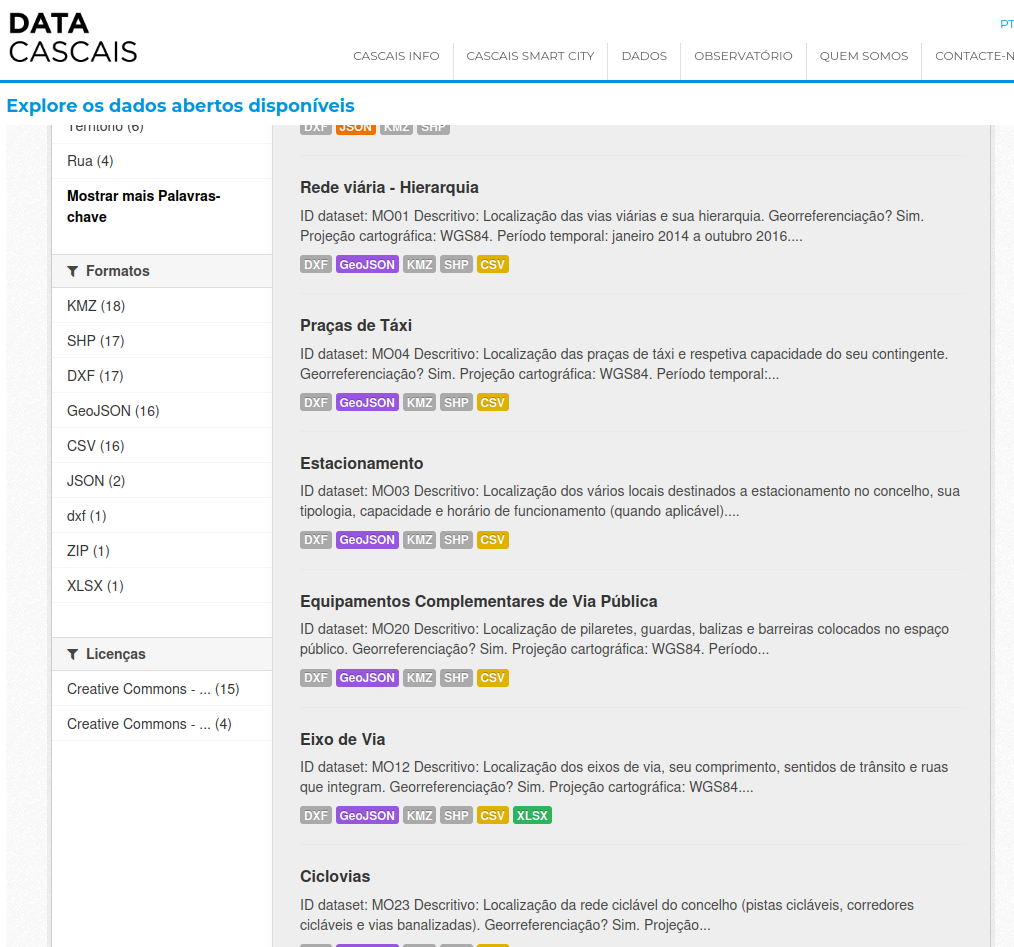 DATA
CASCAIS
PT
CASCAIS INFO
CASCAIS SMART CITY
DADOS
OBSERVATÓRIO
QUEM SOMOS
CONTACTE-N
Explore os dados abertos disponíveis
Território (6)
Rua (4)
Mostrar mais Palavras-
chave
Formatos
KMZ (18)
SHP (17)
DXF (17)
GeoJSON (16)
CSV (16)
JSON (2)
dxf (1)
ZIP (1)
XLSX (1)
Licenças
Creative Commons - ... (15)
Creative Commons - ... (4)
DXF JSON KMZ SHP
Rede viária - Hierarquia
ID dataset: MO01 Descritivo: Localização das vias viárias e sua hierarquia. Georreferenciação? Sim.
Projeção cartográfica: WGS84. Período temporal: janeiro 2014 a outubro 2016....
DXF GeoJSON KMZ SHP CSV
Praças de Táxi
ID dataset: MO04 Descritivo: Localização das praças de táxi e respetiva capacidade do seu contingente.
Georreferenciação? Sim. Projeção cartográfica: WGS84. Período temporal:...
DXF GeoJSON KMZ SHP CSV
Estacionamento
ID dataset: MO03 Descritivo: Localização dos vários locais destinados a estacionamento no concelho, sua
tipologia, capacidade e horário de funcionamento (quando aplicável)....
DXF GeoJSON KMZ SHP CSV
Equipamentos Complementares de Via Pública
ID dataset: MO20 Descritivo: Localização de pilaretes, guardas, balizas e barreiras colocados no espaço
público. Georreferenciação? Sim. Projeção cartográfica: WGS84. Período...
DXF GeoJSON KMZ SHP CSV
Eixo de Via
ID dataset: MO12 Descritivo: Localização dos eixos de via, seu comprimento, sentidos de trânsito e ruas
que integram. Georreferenciação? Sim. Projeção cartográfica: WGS84....
DXF GeoJSON KMZ SHP CSV XLSX
Ciclovias
ID dataset: MO23 Descritivo: Localização da rede ciclável do concelho (pistas cicláveis, corredores
cicláveis e vias banalizadas). Georreferenciação? Sim. Projeção...